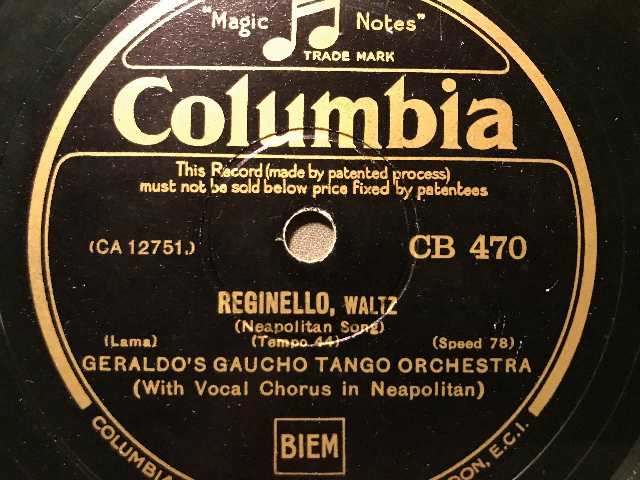 "Magic Notes"
TRADE MARK
Columbia
This Record (made by patented process)
must not be sold below price fixed by patentees
(CA 12751.)
CB 470
REGINELLO, WALTZ
(Neapolitan Song)
(Lama) (Tempo 44) (Speed 78)
GERALDO'S GAUCHO TANGO ORCHESTRA
(With Vocal Chorus in Neapolitan)
BIEM
COLUMBIA
E.C.1.